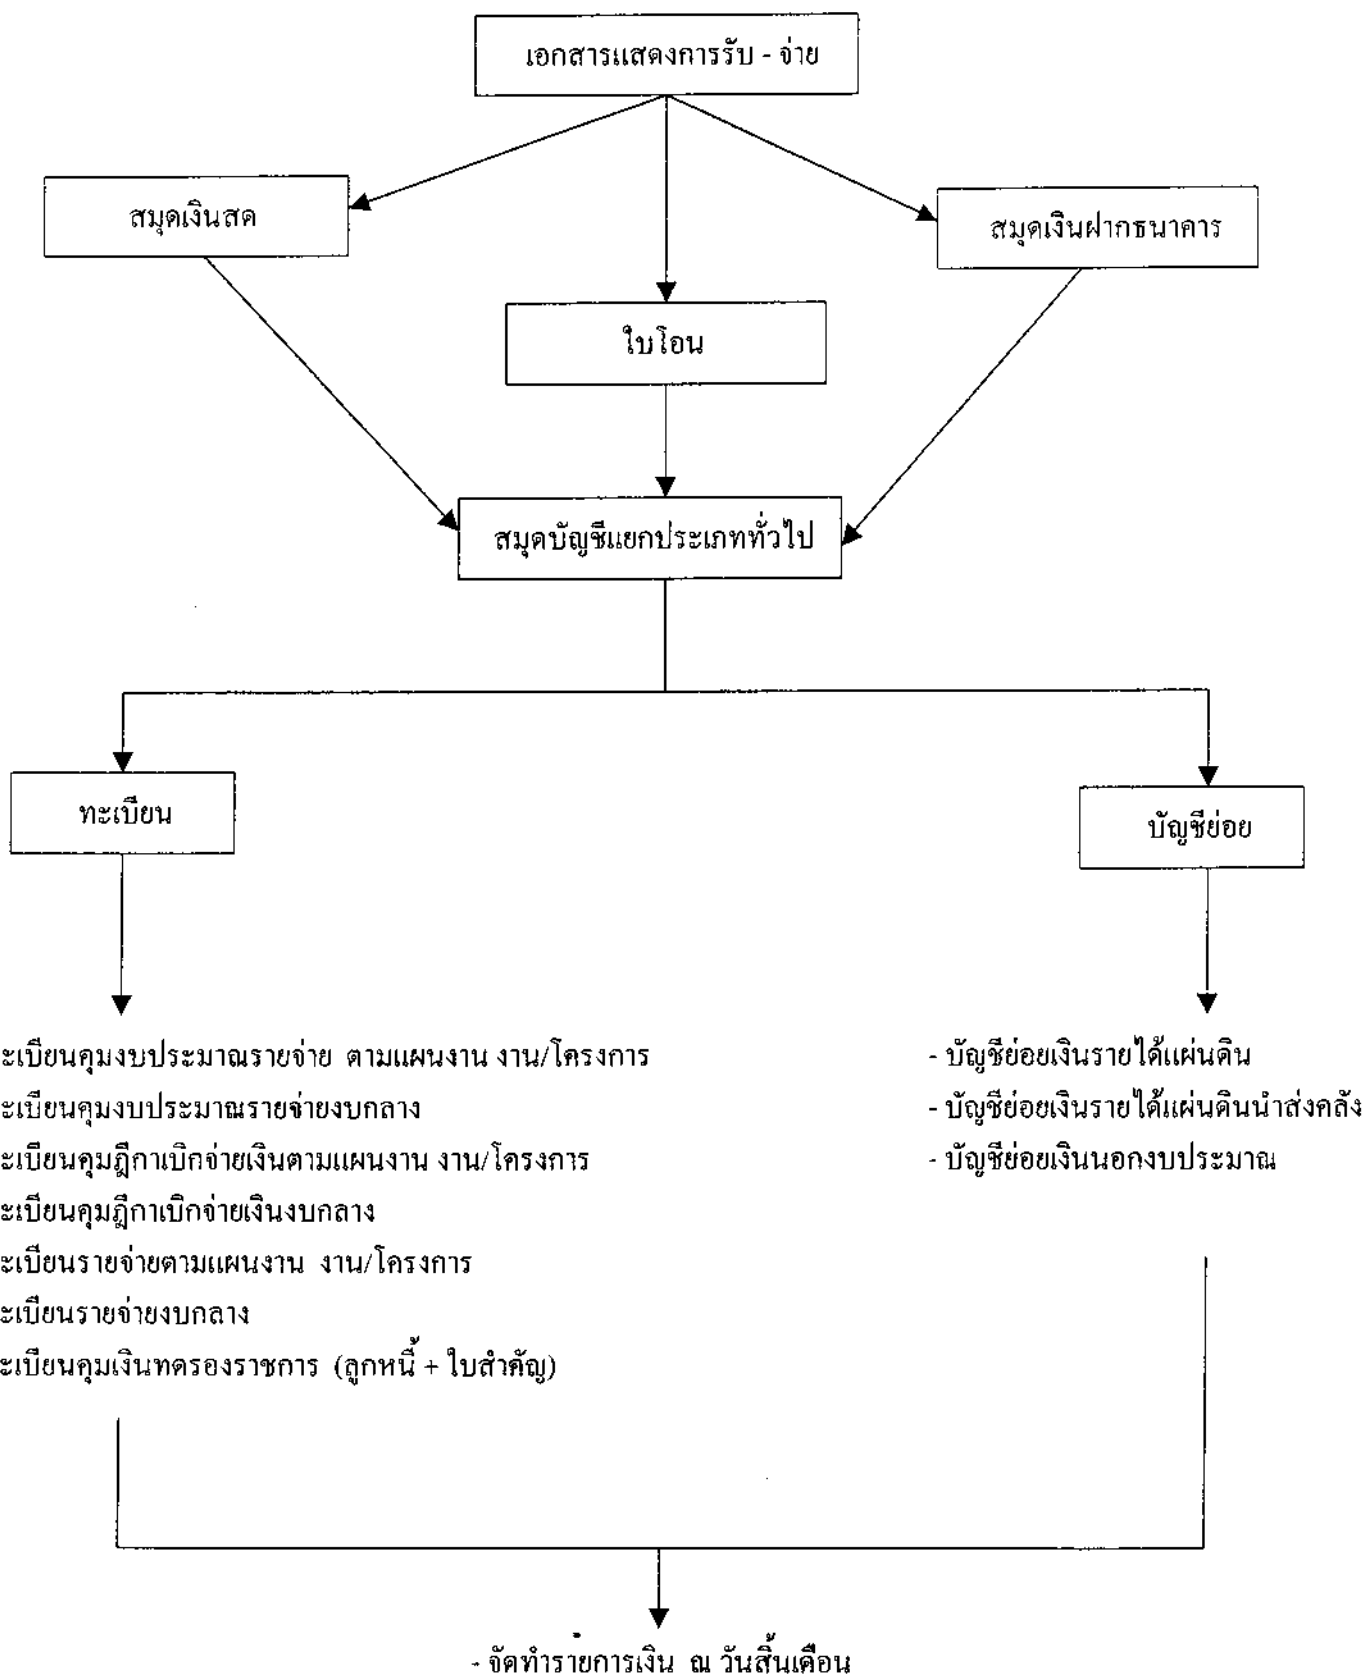 เอกสารแสดงการรับ - จ่าย
สมุดเงินสด
สมุดเงินฝากธนาคาร
ใบโอน
สมุดบัญชีแยกประเภททั่วไป
ทะเบียน
บัญชีย่อย
ะเบียนคุมงบประมาณรายจ่าย ตามแผนงาน งาน/โครงการ
ะเบียนคุมงบประมาณรายจ่ายงบกลาง
ะเบียนคุมฎีกาเบิกจ่ายเงินตามแผนงาน งาน/โครงการ
ะเบียนคุมฎีกาเบิกจ่ายเงินงบกลาง
ะเบียนรายจ่ายตามแผนงาน งาน/โครงการ
ะเบียนรายจ่ายงบกลาง
ะเบียนคุมเงินทดรองราชการ (ลูกหนี้ + ใบสำคัญ)
- บัญชีย่อยเงินรายได้แผ่นดิน
- บัญชีย่อยเงินรายได้แผ่นดินนำส่งคลัง
- บัญชีย่อยเงินนอกงบประมาณ
- จัดทำรายการเงิน ณ วันสิ้นเดือน